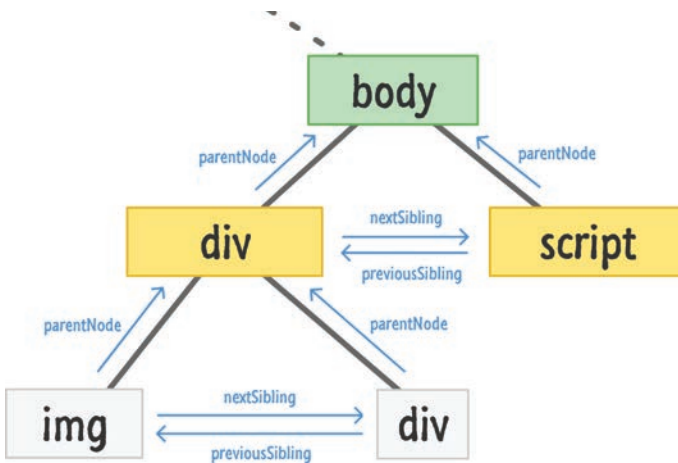 body
parentNode
parentNode
nextSibling
div
script
previousSibling
parentNode
parentNode
nextSibling
img
div
previousSibling